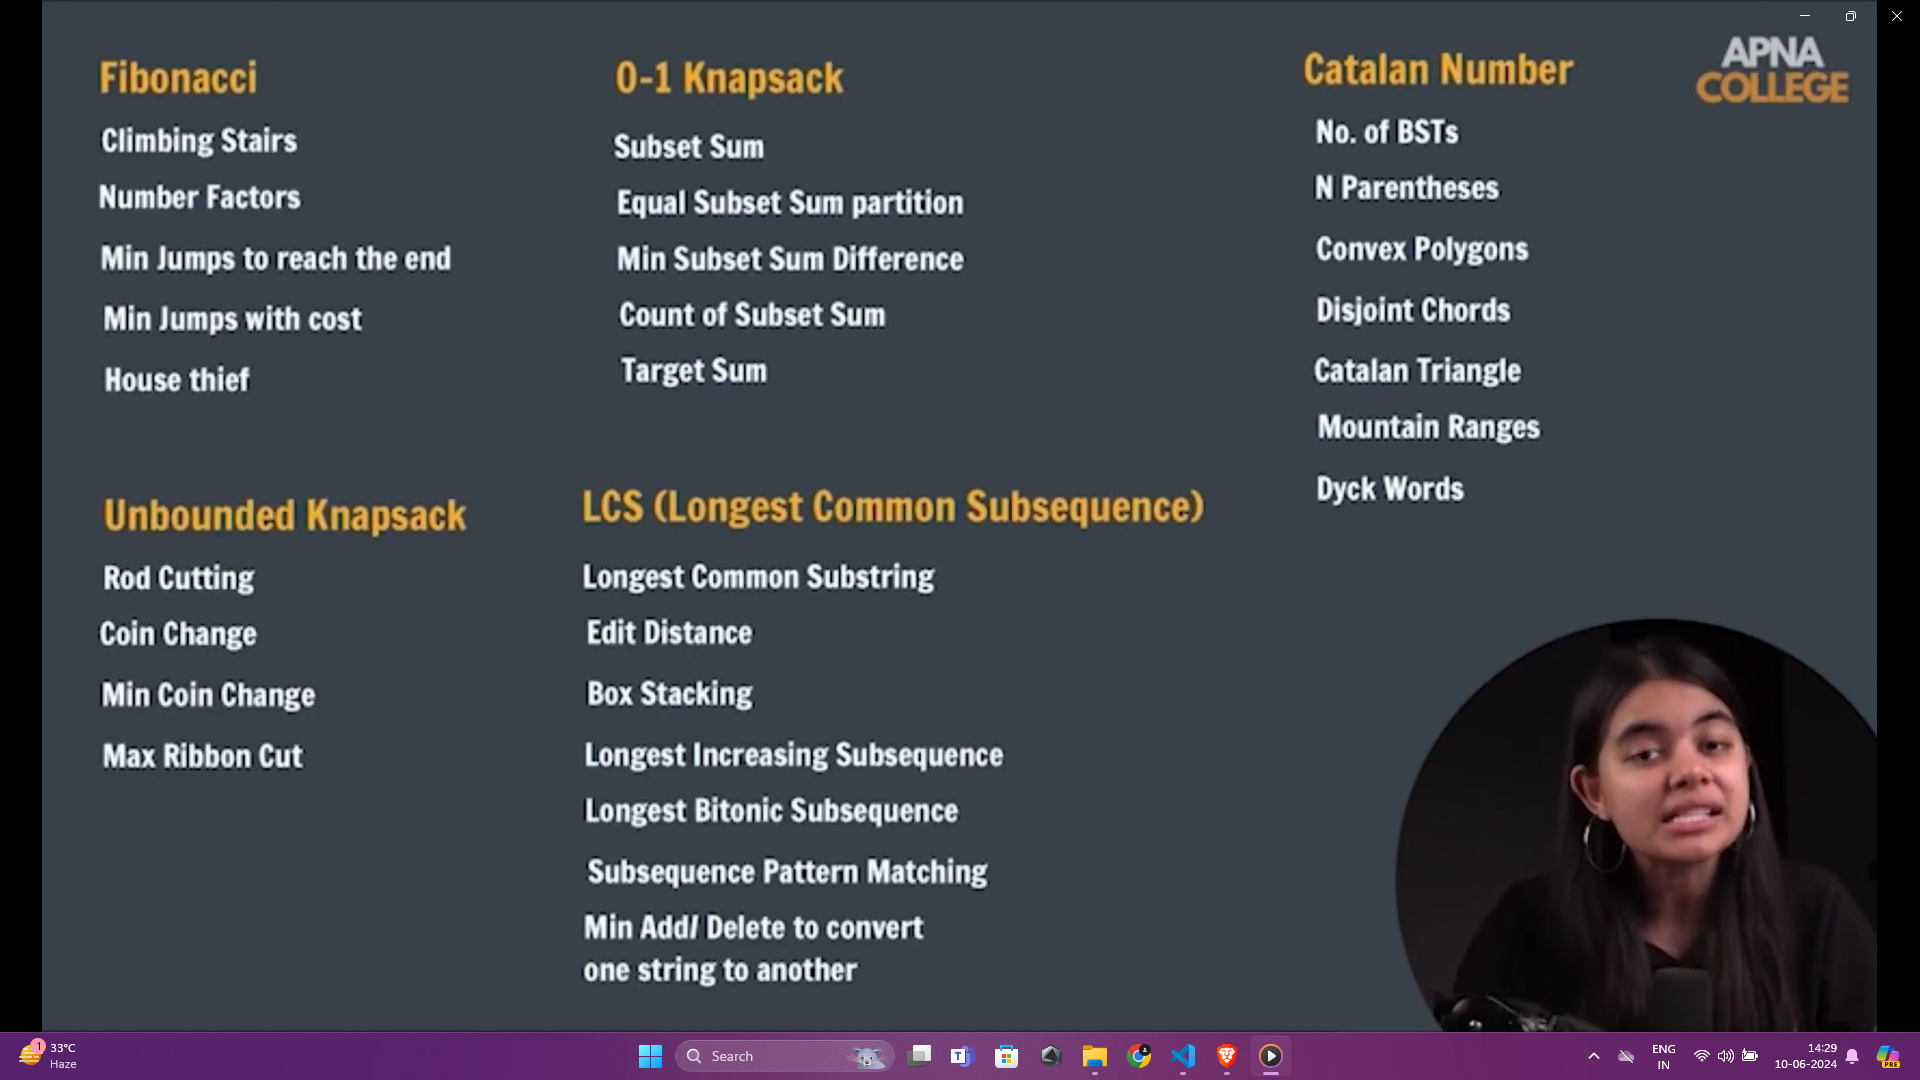 APNA
COLLEGE
Fibonacci
Climbing Stairs
Number Factors
Min Jumps to reach the end
Min Jumps with cost
House thief
0-1 Knapsack
Subset Sum
Equal Subset Sum partition
Min Subset Sum Difference
Count of Subset Sum
Target Sum
Catalan Number
No. of BSTs
N Parentheses
Convex Polygons
Disjoint Chords
Catalan Triangle
Mountain Ranges
Dyck Words
Unbounded Knapsack
Rod Cutting
Coin Change
Min Coin Change
Max Ribbon Cut
LCS (Longest Common Subsequence)
Longest Common Substring
Edit Distance
Box Stacking
Longest Increasing Subsequence
Longest Bitonic Subsequence
Subsequence Pattern Matching
Min Add/ Delete to convert
one string to another
1
33°C
Haze
Search
T
ENG
IN
14:29
10-06-2024
PRE